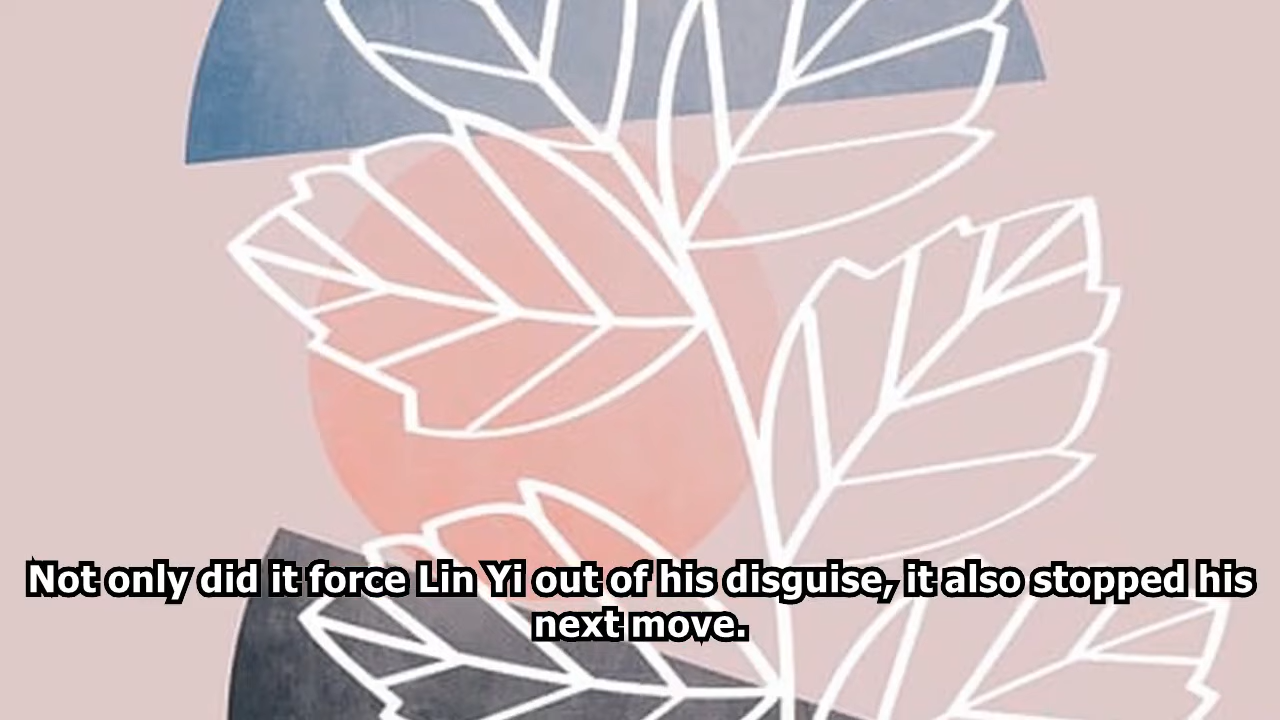 Not only did it force Lin Yi out of his disguise, it also stopped his
next move.